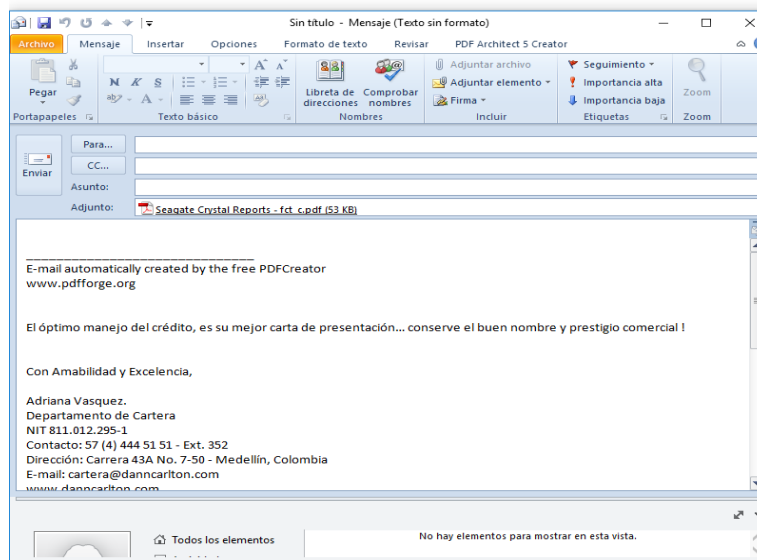 Sin título - Mensaje (Texto sin formato)
Archivo Mensaje Insertar Opciones Formato de texto Revisar PDF Architect 5 Creator
Pegar
N K S
A
Libreta de direcciones
Comprobar nombres
Adjuntar archivo
Adjuntar elemento
Firma
Seguimiento
Importancia alta
Importancia baja
Zoom
Portapapeles Texto básico Nombres Incluir Etiquetas Zoom
Enviar
Para...
CC...
Asunto:
Adjunto: Seagate Crystal Reports - fct_c.pdf (53 KB)
E-mail automatically created by the free PDFCreator
www.pdfforge.org
El óptimo manejo del crédito, es su mejor carta de presentación... conserve el buen nombre y prestigio comercial !
Con Amabilidad y Excelencia,
Adriana Vasquez.
Departamento de Cartera
NIT 811.012.295-1
Contacto: 57 (4) 444 51 51 - Ext. 352
Dirección: Carrera 43A No. 7-50 - Medellín, Colombia
E-mail: cartera@danncarlton.com
www.danncarlton.com
Todos los elementos
No hay elementos para mostrar en esta vista.